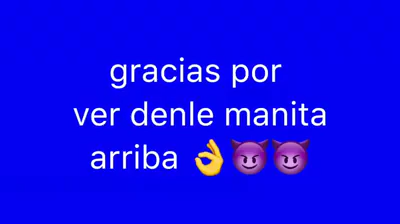 gracias por
ver denle manita
arriba 👌😈😈